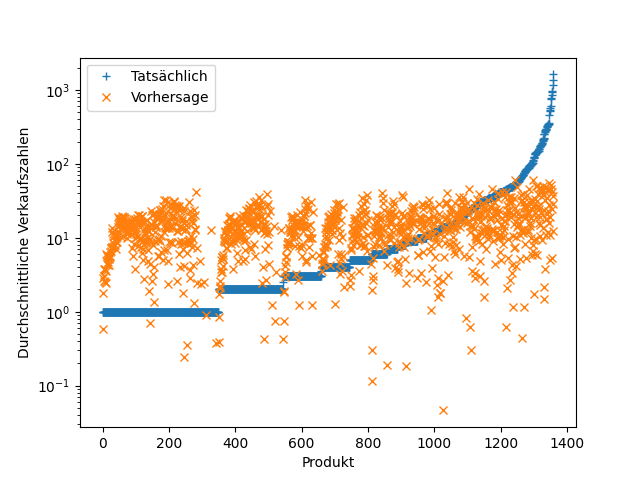 Tatsächlich
Vorhersage
Durchschnittliche Verkaufszahlen
10³
10²
10¹
10⁰
10⁻¹
0 200 400 600 800 1000 1200 1400
Produkt